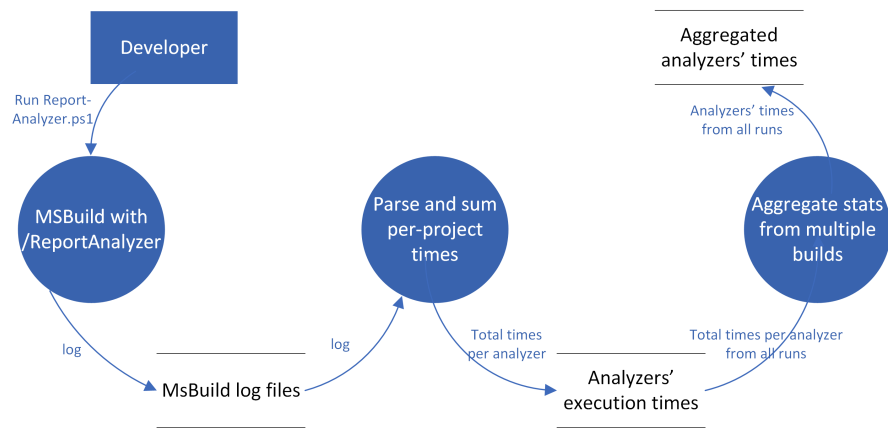 Developer
Run Report-
Analyzer.ps1
MSBuild with
/ReportAnalyzer
log
MsBuild log files
log
Parse and sum
per-project
times
Total times
per analyzer
Analyzers’
execution times
Total times per analyzer
from all runs
Aggregate stats
from multiple
builds
Analyzers’ times
from all runs
Aggregated
analyzers’ times